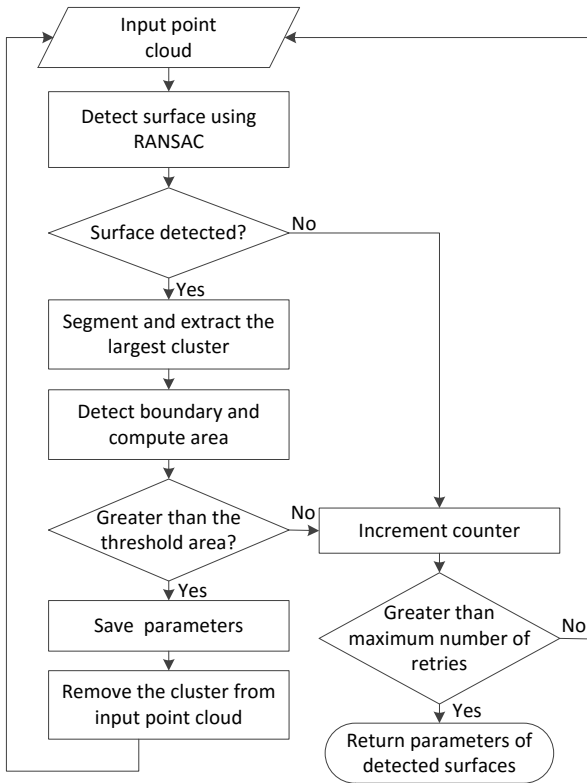 Input point
cloud
Detect surface using
RANSAC
Surface detected?
No
Yes
Segment and extract the
largest cluster
Detect boundary and
compute area
Greater than the
threshold area?
No
Yes
Increment counter
Save parameters
Remove the cluster from
input point cloud
Greater than
maximum number of
retries
No
Yes
Return parameters of
detected surfaces